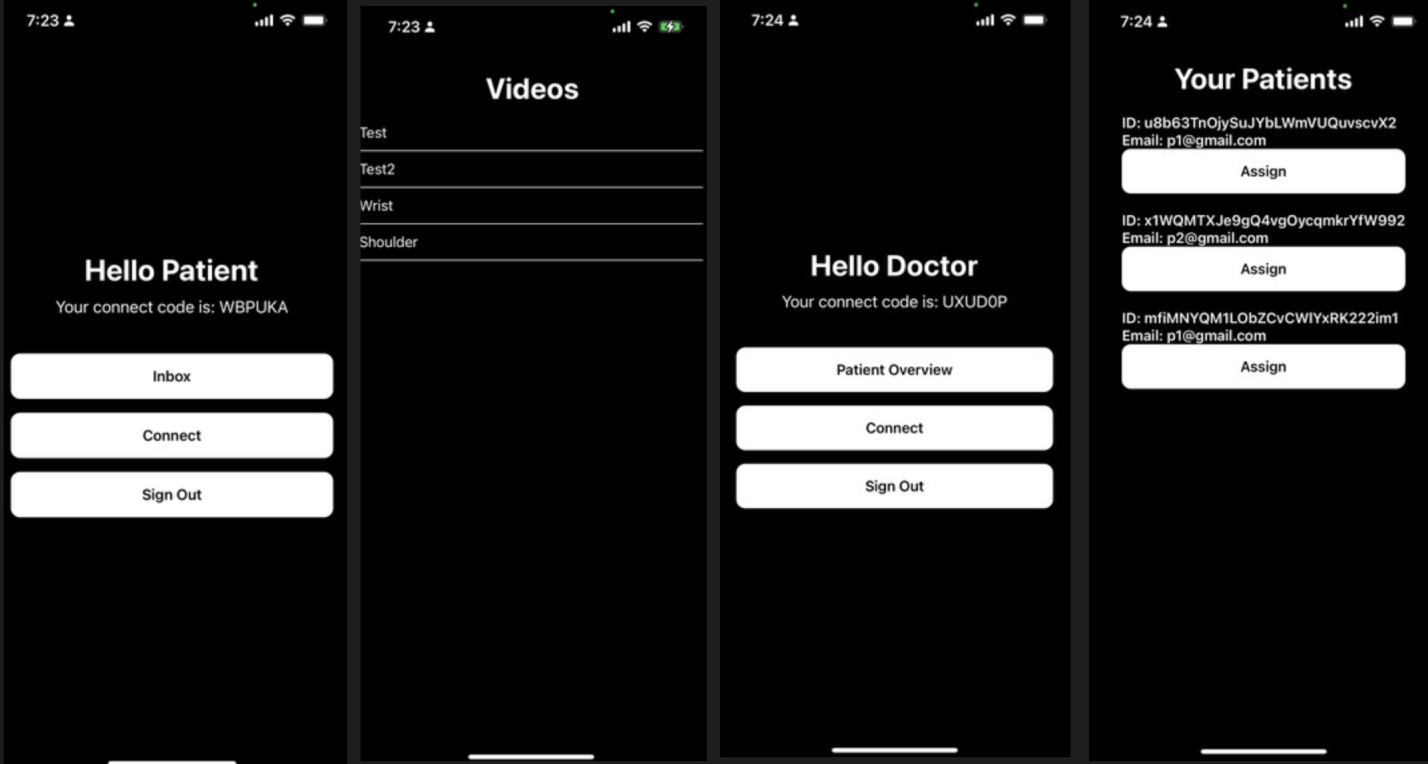 7:23
Hello Patient
Your connect code is: WBPUKA
Inbox
Connect
Sign Out
7:23
Videos
Test
Test2
Wrist
Shoulder
7:24
Hello Doctor
Your connect code is: UXUD0P
Patient Overview
Connect
Sign Out
7:24
Your Patients
ID: u8b63TnOjySuJYbLWmVUQuvscvX2
Email: p1@gmail.com
Assign
ID: x1WQMTXJe9gQ4vgOycqmkrYfW992
Email: p2@gmail.com
Assign
ID: mfiMNYQM1LObZCvCWlYxRK222im1
Email: p1@gmail.com
Assign